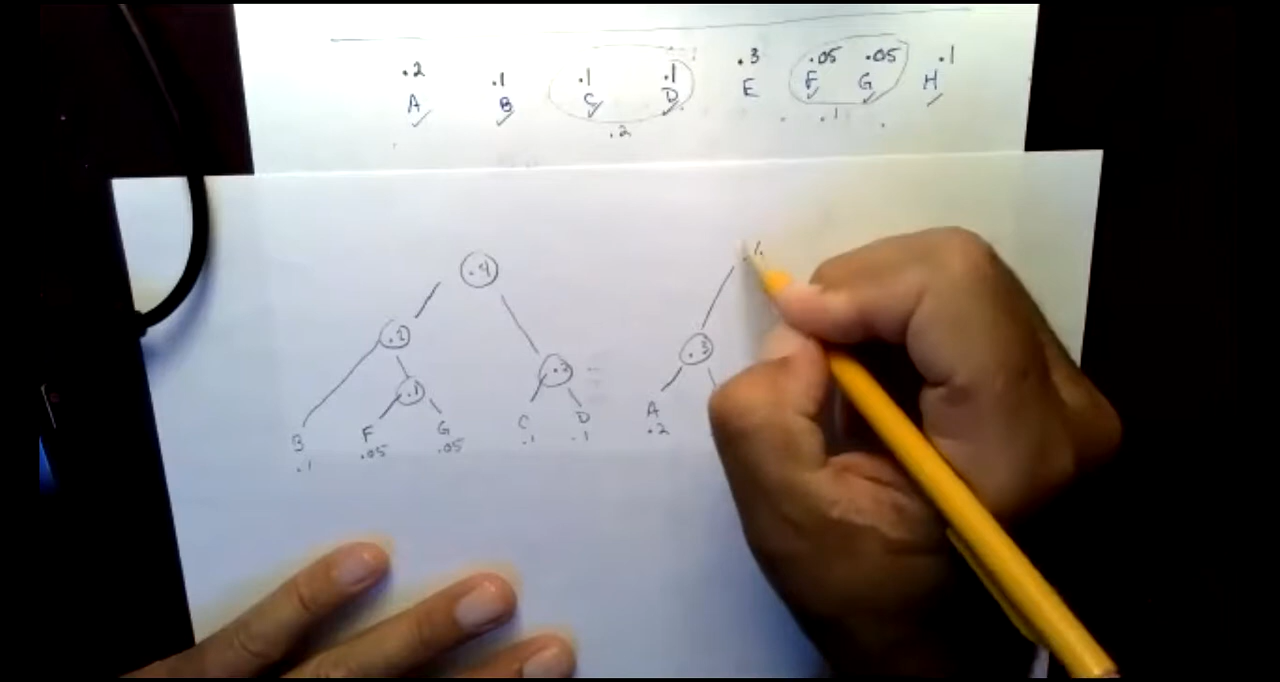 .2 .1 .1 .1 .3 .05 .05 .1
A B C D E F G H
.2 .1
.4
.2 .2 .3
.1
B F G C D A
.1 .05 .05 .1 .1 .2